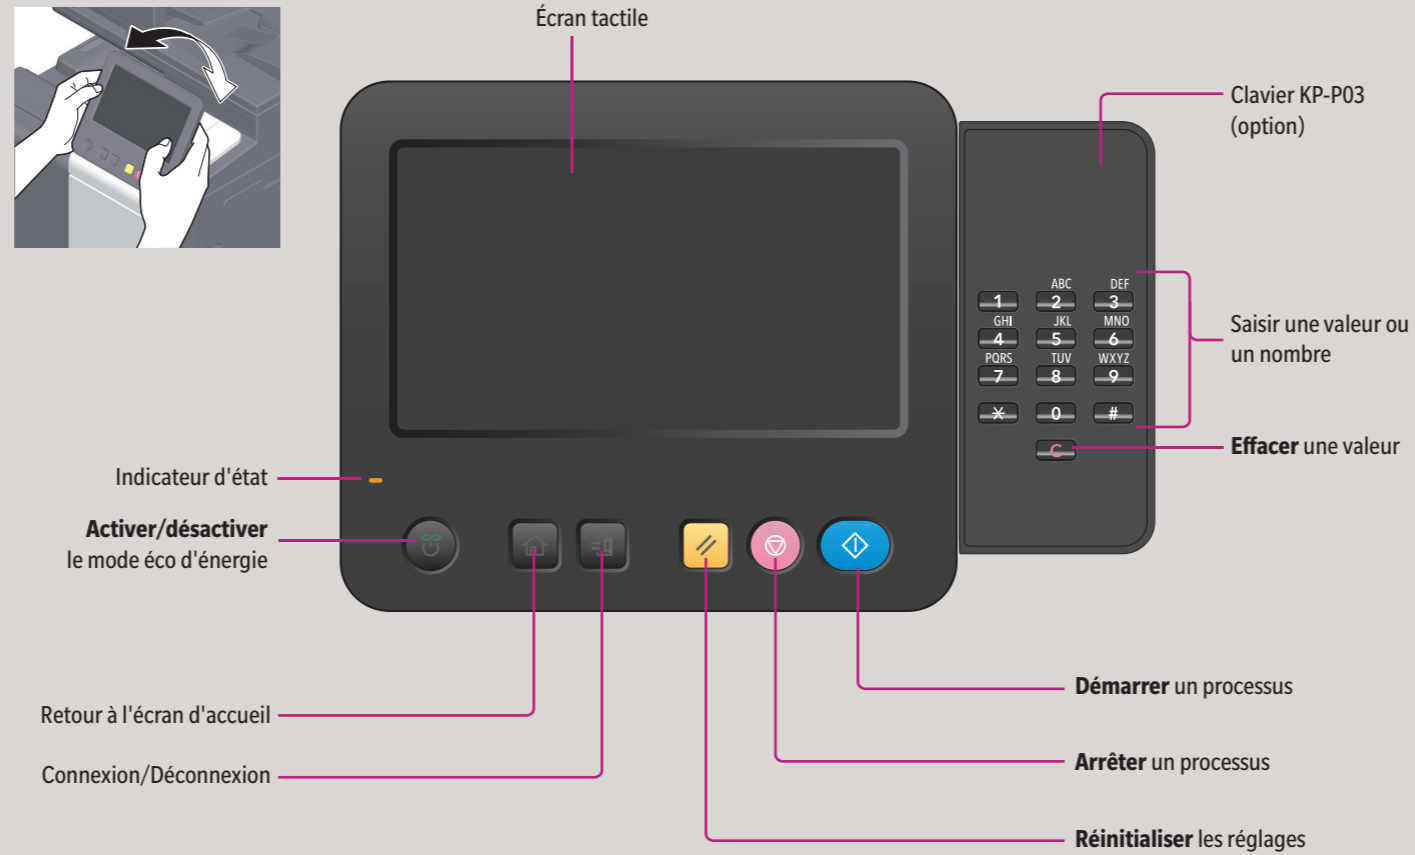 Écran tactile
Clavier KP-P03
(option)
ABC DEF
1 2 3
GHI JKL MNO
4 5 6
PQRS TUV WXYZ
7 8 9
0 #
C
Saisir une valeur ou
un nombre
Effacer une valeur
Indicateur d'état
Activer/désactiver
le mode éco d'énergie
Retour à l'écran d'accueil
Connexion/Déconnexion
Démarrer un processus
Arrêter un processus
Réinitialiser les réglages